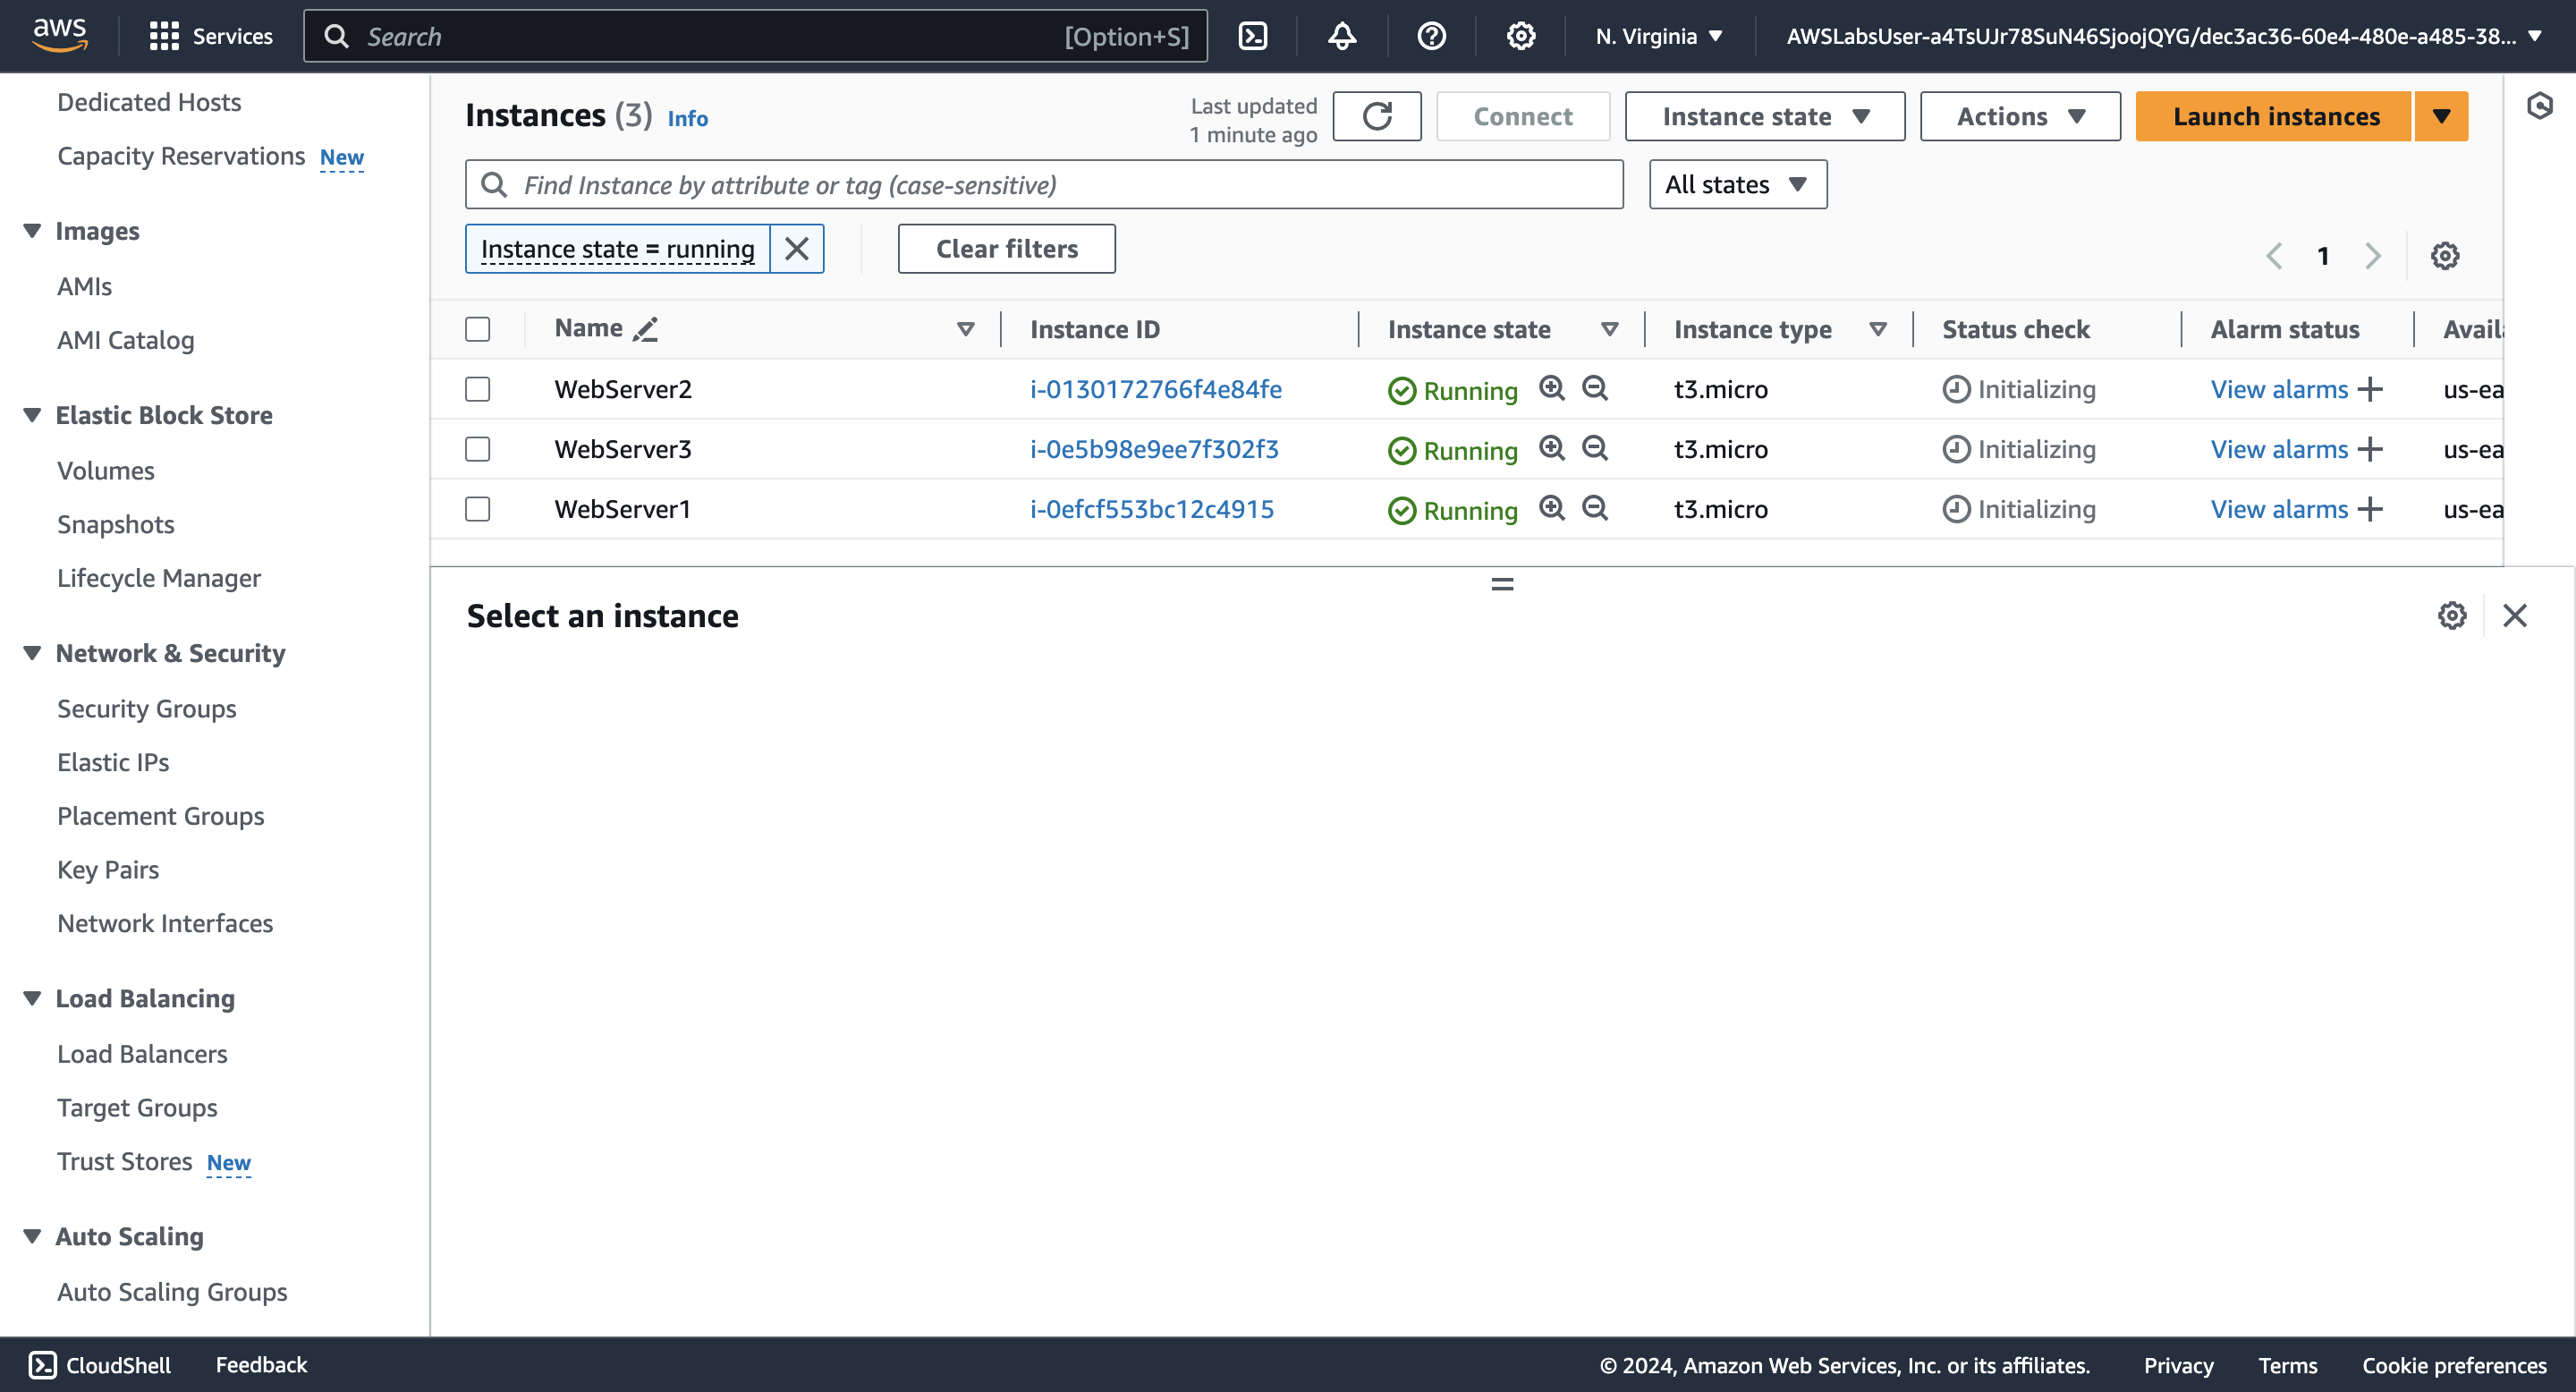 aws
Services
Search
[Option+S]
N. Virginia
AWSLabsUser-a4TsUJr78SuN46SjoojQYG/dec3ac36-60e4-480e-a485-38...
Dedicated Hosts
Capacity Reservations New
Images
AMIs
AMI Catalog
Elastic Block Store
Volumes
Snapshots
Lifecycle Manager
Network & Security
Security Groups
Elastic IPs
Placement Groups
Key Pairs
Network Interfaces
Load Balancing
Load Balancers
Target Groups
Trust Stores New
Auto Scaling
Auto Scaling Groups
Instances (3) Info
Last updated
1 minute ago
Connect
Instance state
Actions
Launch instances
Find Instance by attribute or tag (case-sensitive)
All states
Instance state = running
Clear filters
1
Name Instance ID Instance state Instance type Status check Alarm status Avail
WebServer2 i-0130172766f4e84fe Running t3.micro Initializing View alarms us-ea
WebServer3 i-0e5b98e9ee7f302f3 Running t3.micro Initializing View alarms us-ea
WebServer1 i-0efcf553bc12c4915 Running t3.micro Initializing View alarms us-ea
Select an instance
CloudShell
Feedback
© 2024, Amazon Web Services, Inc. or its affiliates.
Privacy
Terms
Cookie preferences